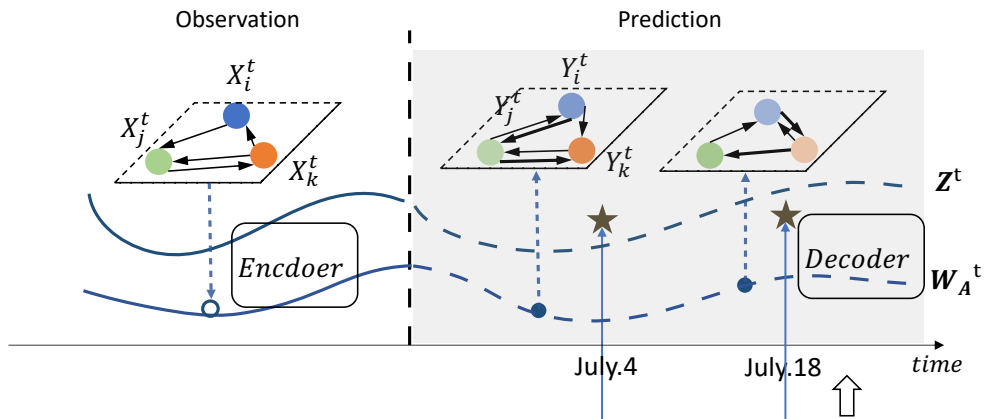 Observation
Prediction
X_i^t
X_j^t
X_k^t
Y_i^t
Y_j^t
Y_k^t
Z^t
Encdoer
Decoder
W_A^t
July.4
July.18
time